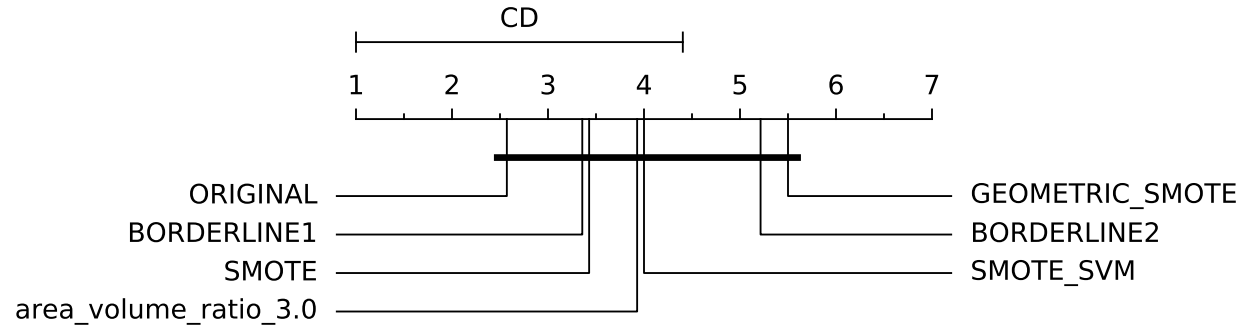 CD
1 2 3 4 5 6 7
ORIGINAL GEOMETRIC_SMOTE
BORDERLINE1 BORDERLINE2
SMOTE SMOTE_SVM
area_volume_ratio_3.0